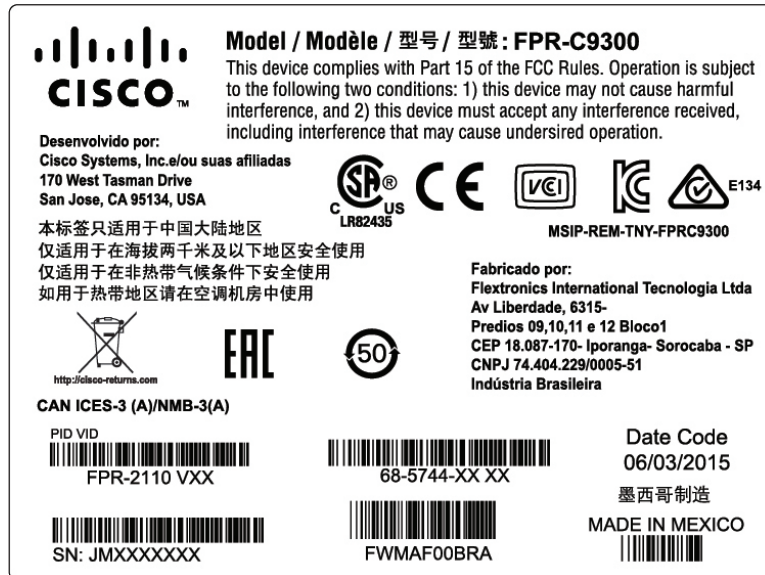 CISCO™
Model / Modèle / 型号 / 型號: FPR-C9300
This device complies with Part 15 of the FCC Rules. Operation is subject
to the following two conditions: 1) this device may not cause harmful
interference, and 2) this device must accept any interference received,
including interference that may cause undersired operation.
Desenvolvido por:
Cisco Systems, Inc.e/ou suas afiliadas
170 West Tasman Drive
San Jose, CA 95134, USA
SA®
C US
LR82435
CE
VCI
KC
E134
MSIP-REM-TNY-FPRC9300
本标签只适用于中国大陆地区
仅适用于在海拔两千米及以下地区安全使用
仅适用于在非热带气候条件下安全使用
如用于热带地区请在空调机房中使用
Fabricado por:
Flextronics International Tecnologia Ltda
Av Liberdade, 6315-
Predios 09,10,11 e 12 Bloco1
CEP 18.087-170- Iporanga- Sorocaba - SP
CNPJ 74.404.229/0005-51
Indústria Brasileira
http://cisco-returns.com
EAC
50
CAN ICES-3 (A)/NMB-3(A)
PID VID
FPR-2110 VXX
68-5744-XX XX
Date Code
06/03/2015
墨西哥制造
MADE IN MEXICO
SN: JMXXXXXXX
FWMAF00BRA